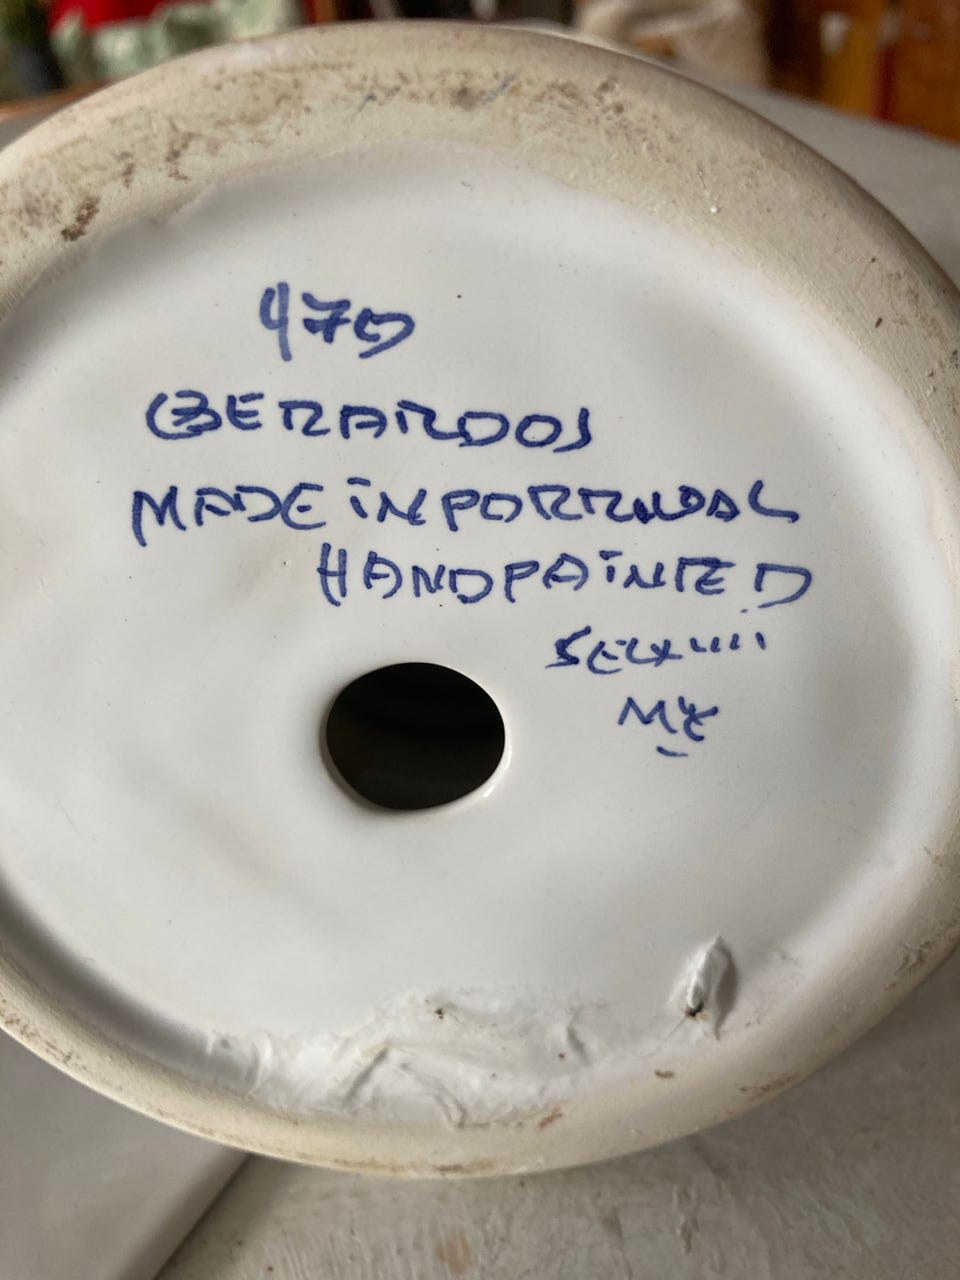 470
BERARDOS
MADE IN PORTUGAL
HANDPAINTED